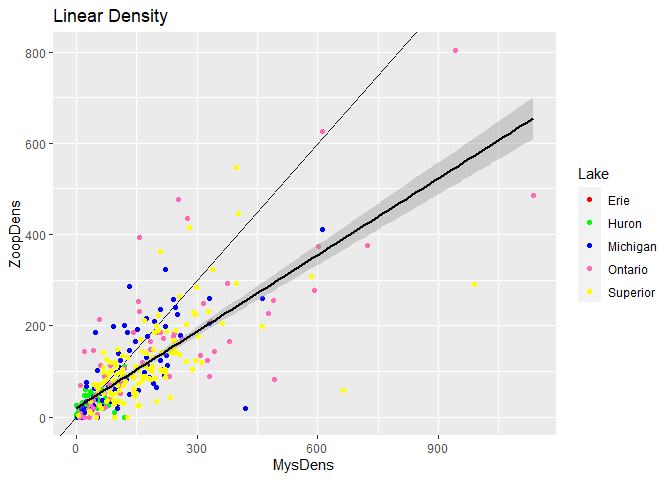 Linear Density
800
600
400
200
0
ZoopDens
0 300 600 900
MysDens
Lake
Erie
Huron
Michigan
Ontario
Superior